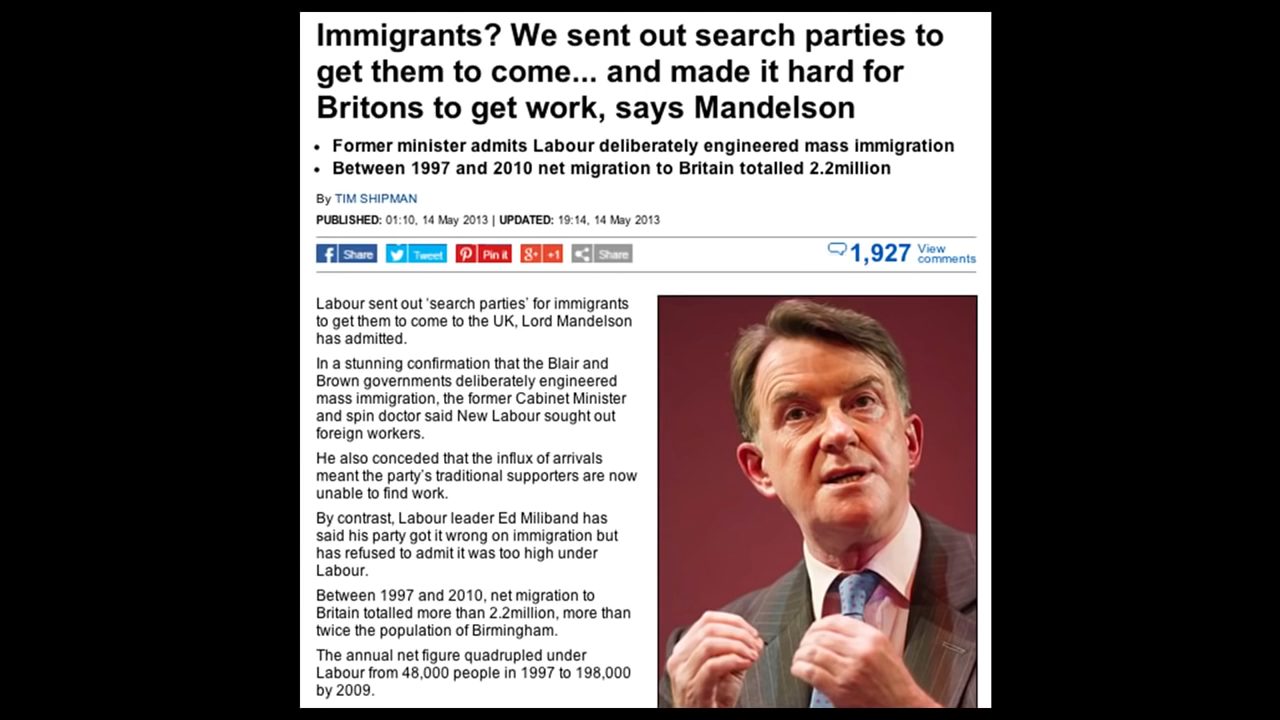 Immigrants? We sent out search parties to
get them to come... and made it hard for
Britons to get work, says Mandelson
• Former minister admits Labour deliberately engineered mass immigration
• Between 1997 and 2010 net migration to Britain totalled 2.2million
By TIM SHIPMAN
PUBLISHED: 01:10, 14 May 2013 | UPDATED: 19:14, 14 May 2013
f Share Tweet Pin it g+ +1 Share 1,927 View comments
Labour sent out ‘search parties’ for immigrants
to get them to come to the UK, Lord Mandelson
has admitted.
In a stunning confirmation that the Blair and
Brown governments deliberately engineered
mass immigration, the former Cabinet Minister
and spin doctor said New Labour sought out
foreign workers.
He also conceded that the influx of arrivals
meant the party’s traditional supporters are now
unable to find work.
By contrast, Labour leader Ed Miliband has
said his party got it wrong on immigration but
has refused to admit it was too high under
Labour.
Between 1997 and 2010, net migration to
Britain totalled more than 2.2million, more than
twice the population of Birmingham.
The annual net figure quadrupled under
Labour from 48,000 people in 1997 to 198,000
by 2009.